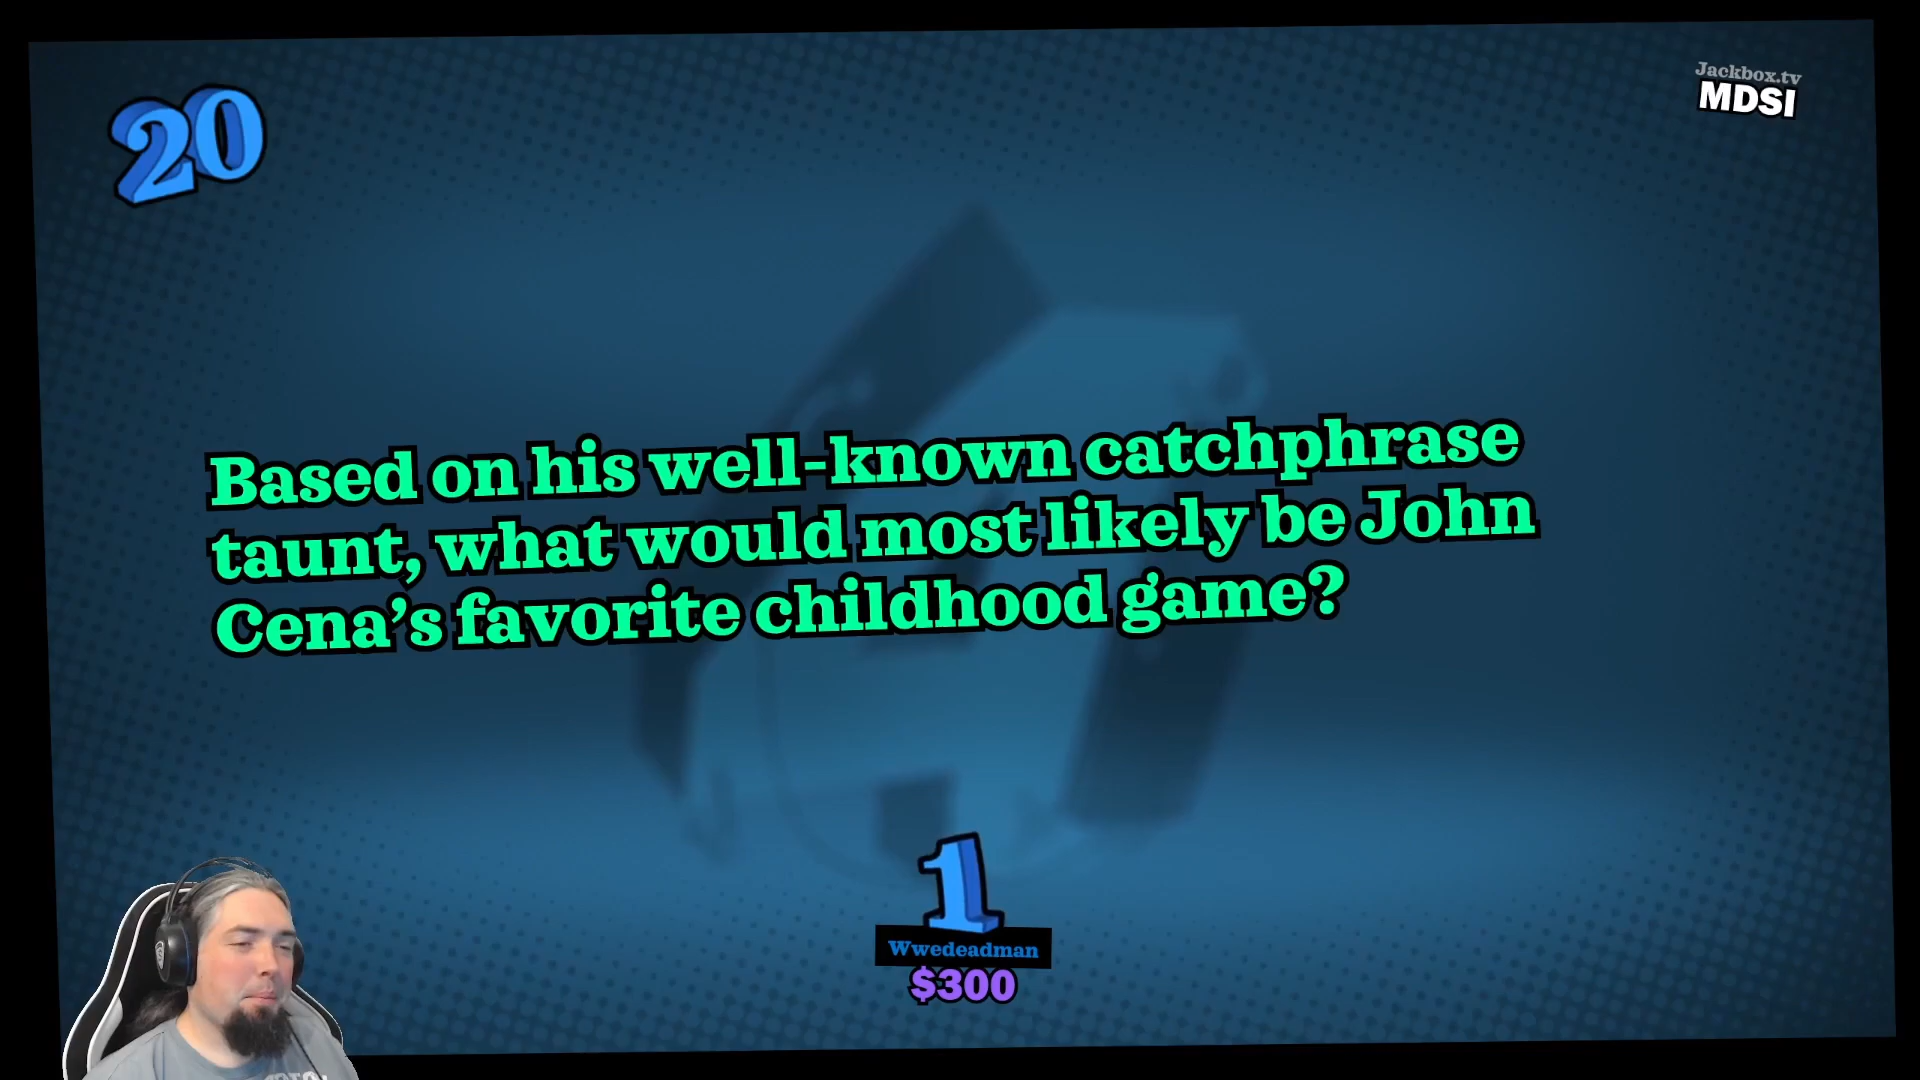 20
Jackbox.tv
MDSI
Based on his well-known catchphrase
taunt, what would most likely be John
Cena’s favorite childhood game?
1
Wwedeadman
$300